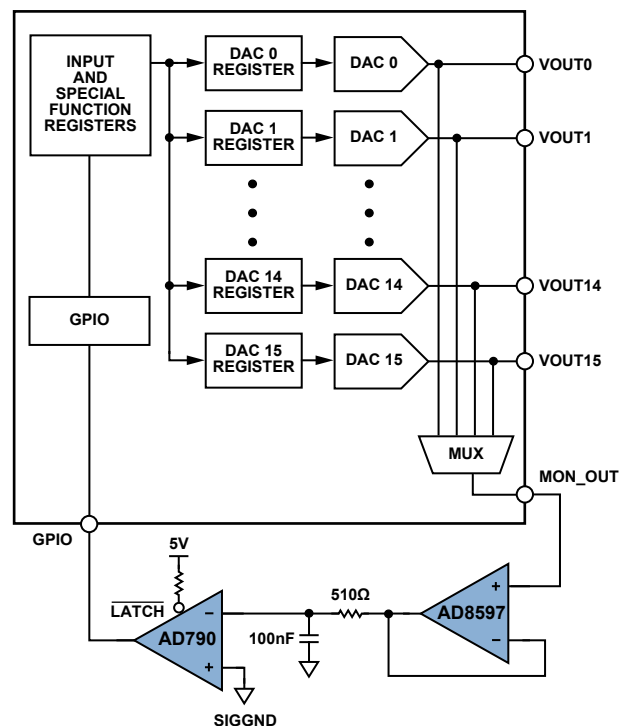 INPUT
AND
SPECIAL
FUNCTION
REGISTERS
DAC 0
REGISTER
DAC 0
VOUT0
DAC 1
REGISTER
DAC 1
VOUT1
DAC 14
REGISTER
DAC 14
VOUT14
GPIO
DAC 15
REGISTER
DAC 15
VOUT15
MUX
MON_OUT
GPIO
5V
LATCH
510Ω
+
AD8597
−
−
AD790
+
100nF
SIGGND